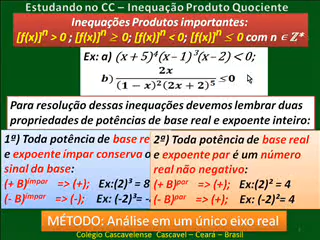 Estudando no CC – Inequação Produto Quociente
Inequações Produtos importantes:
[f(x)]ⁿ > 0 ; [f(x)]ⁿ ≥ 0; [f(x)]ⁿ < 0; [f(x)]ⁿ ≤ 0 com n ∈ Z*
Ex: a) (x + 5)⁴(x – 1)³(x – 2) < 0;
b) 2x / (1 − x)²(2x + 2)⁵ ≤ 0
Para resolução dessas inequações devemos lembrar duas
propriedades de potências de base real e expoente inteiro:
1ª) Toda potência de base re
e expoente ímpar conserva o
sinal da base:
(+ B)ímpar => (+); Ex:(2)³ = 8
(- B)ímpar => (-); Ex: (-2)³= -
2ª) Toda potência de base real
e expoente par é um número
real não negativo:
(+ B)par => (+); Ex:(2)² = 4
(- B)par => (+); Ex:(-2)²= 4
MÉTODO: Análise em um único eixo real
Colégio Cascavelense Cascavel – Ceará – Brasil